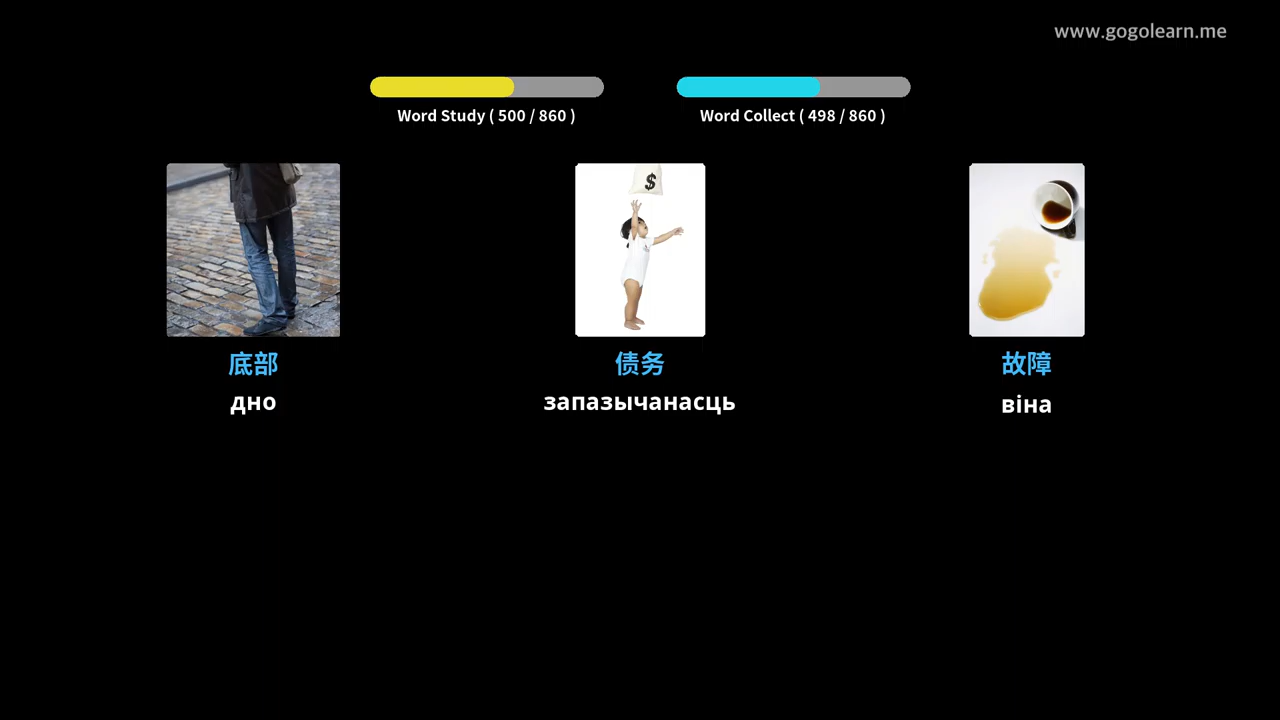 www.gogolearn.me
Word Study ( 500 / 860 )
Word Collect ( 498 / 860 )
$
底部
债务
故障
дно
запазычанасць
віна